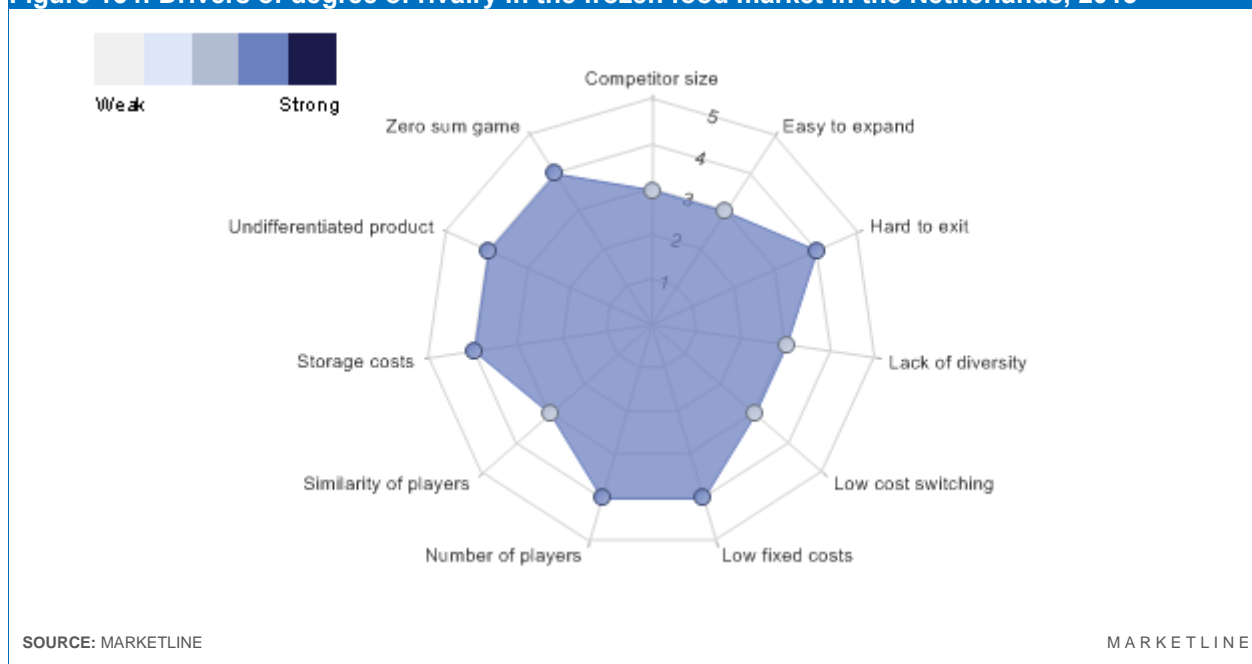 Weak
Strong
Competitor size
Zero sum game
5
Easy to expand
4
3
Undifferentiated product
2
Hard to exit
1
Storage costs
Lack of diversity
Similarity of players
Low cost switching
Number of players
Low fixed costs
SOURCE: MARKETLINE
MARKETLINE